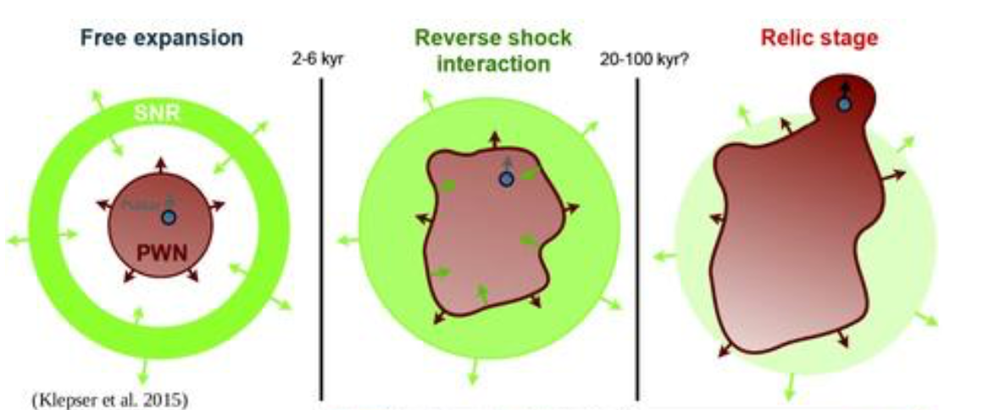 Free expansion
2-6 kyr
Reverse shock
interaction
20-100 kyr?
Relic stage
SNR
Pulsar
PWN
(Klepser et al. 2015)